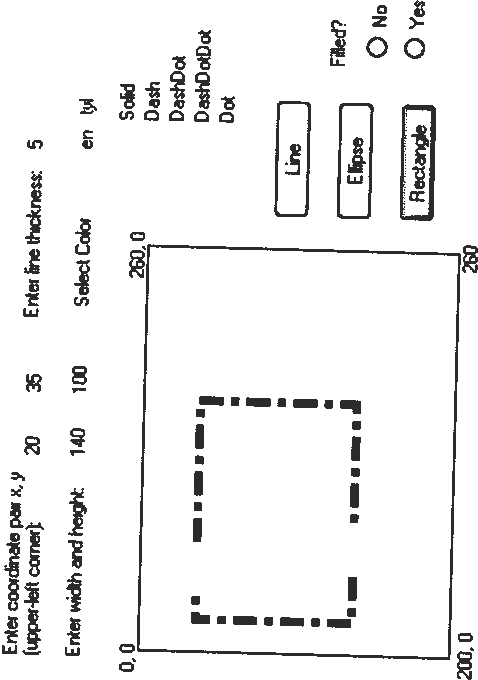 Enter coordinate pair x, y
(upper-left corner): 20 35 Enter line thickness: 5
Enter width and height: 140 100 Select Color en tyl
Solid
Dash
DashDot
DashDotDot
Dot
0, 0 260, 0
Line
Ellipse
Rectangle
Filled?
No
Yes
200, 0 260